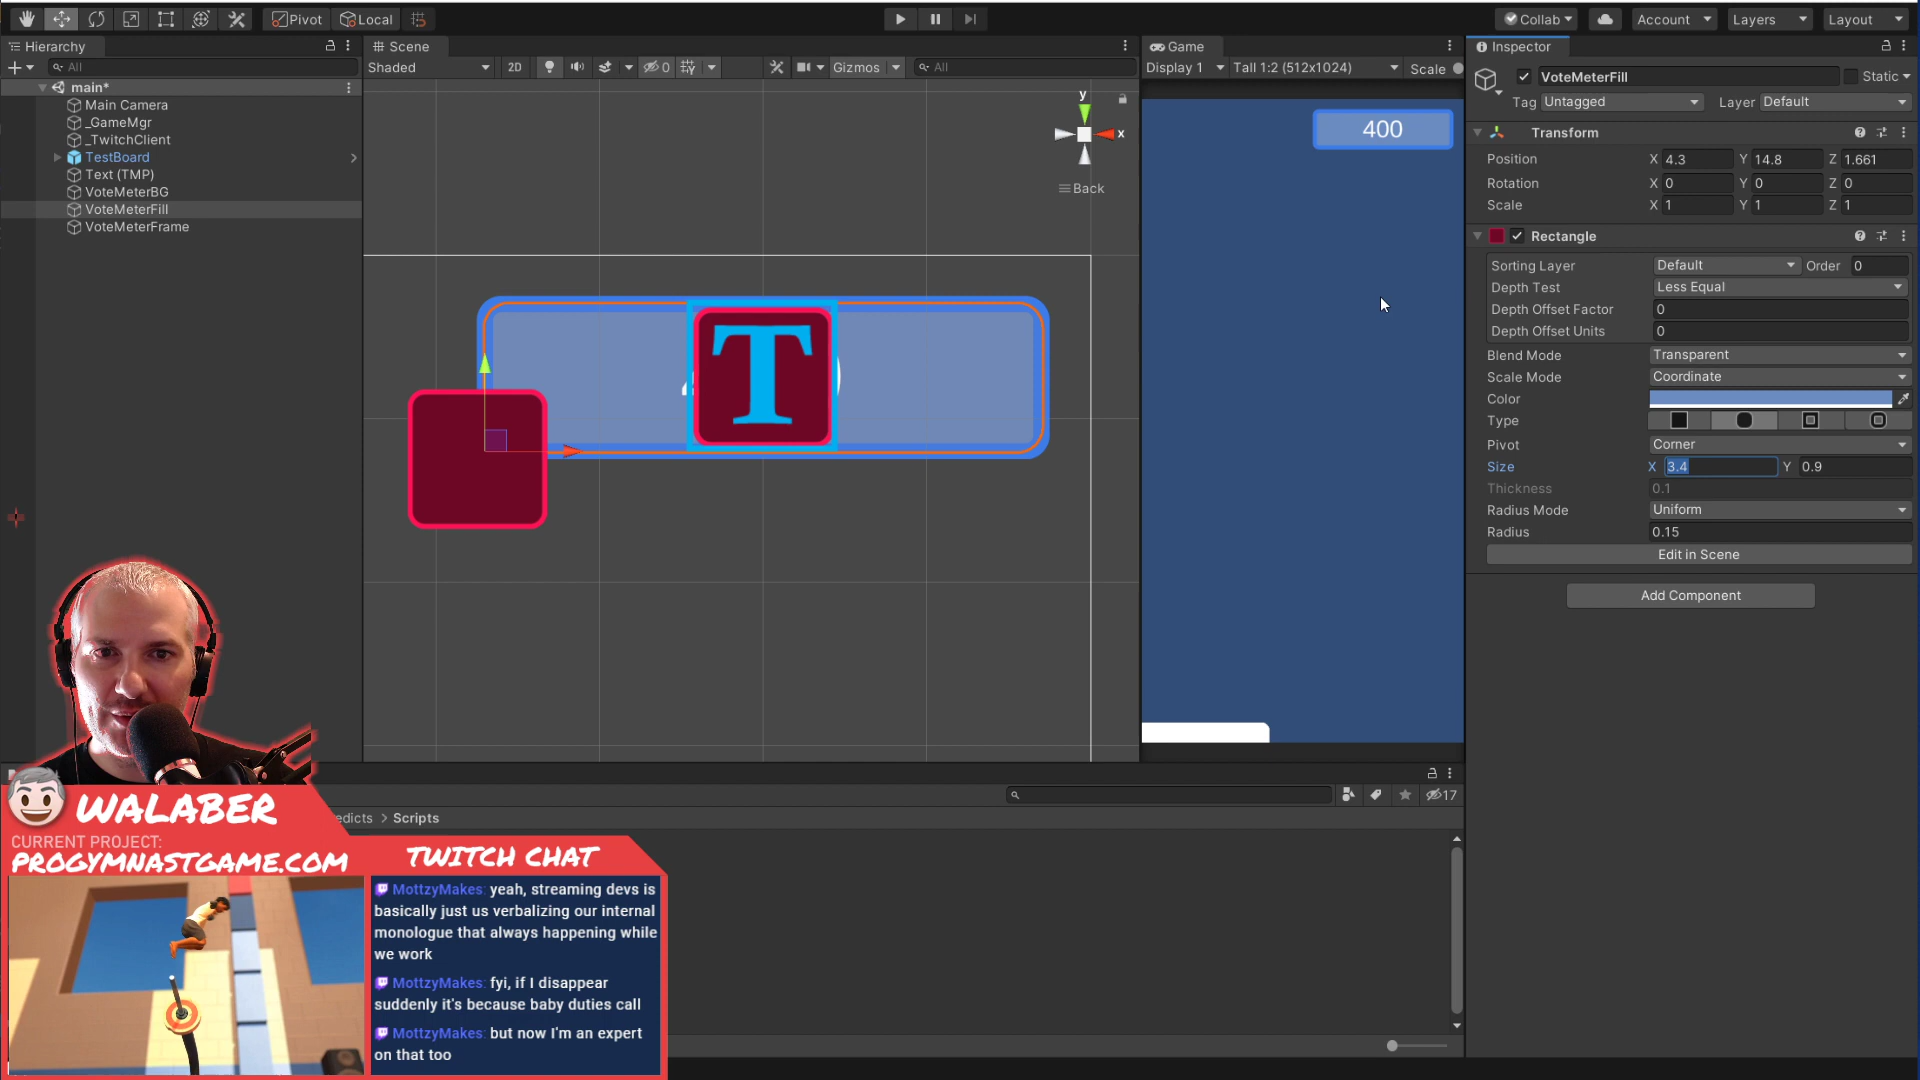 Pivot
Local
Collab
Account
Layers
Layout
Hierarchy
All
main*
Main Camera
_GameMgr
_TwitchClient
TestBoard
Text (TMP)
VoteMeterBG
VoteMeterFill
VoteMeterFrame
Scene
Shaded
2D
0
Gizmos
All
y
x
Back
T
Game
Display 1
Tall 1:2 (512x1024)
Scale
400
Inspector
VoteMeterFill
Static
Tag Untagged
Layer Default
Transform
Position X 4.3 Y 14.8 Z 1.661
Rotation X 0 Y 0 Z 0
Scale X 1 Y 1 Z 1
Rectangle
Sorting Layer Default Order 0
Depth Test Less Equal
Depth Offset Factor 0
Depth Offset Units 0
Blend Mode Transparent
Scale Mode Coordinate
Color
Type
Pivot Corner
Size X 3.4 Y 0.9
Thickness 0.1
Radius Mode Uniform
Radius 0.15
Edit in Scene
Add Component
17
edicts > Scripts
WALABER
CURRENT PROJECT:
PROGYMNASTGAME.COM
TWITCH CHAT
MottzyMakes: yeah, streaming devs is
basically just us verbalizing our internal
monologue that always happening while
we work
MottzyMakes: fyi, if I disappear
suddenly it's because baby duties call
MottzyMakes: but now I'm an expert
on that too